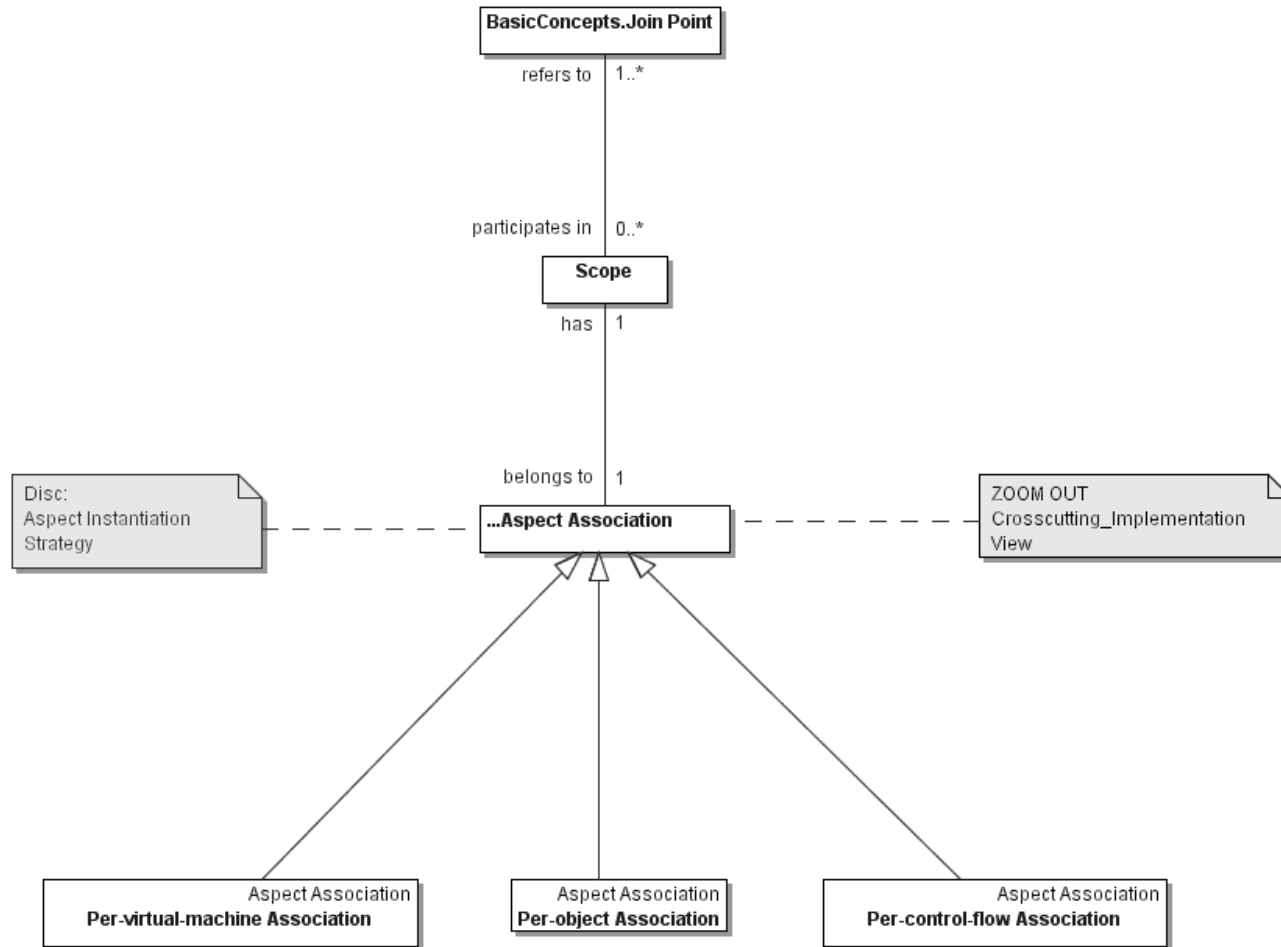 BasicConcepts.Join Point
refers to 1..*
participates in 0..*
Scope
has 1
belongs to 1
Disc:
Aspect Instantiation
Strategy
...Aspect Association
ZOOM OUT
Crosscutting_Implementation
View
Aspect Association
Per-virtual-machine Association
Aspect Association
Per-object Association
Aspect Association
Per-control-flow Association